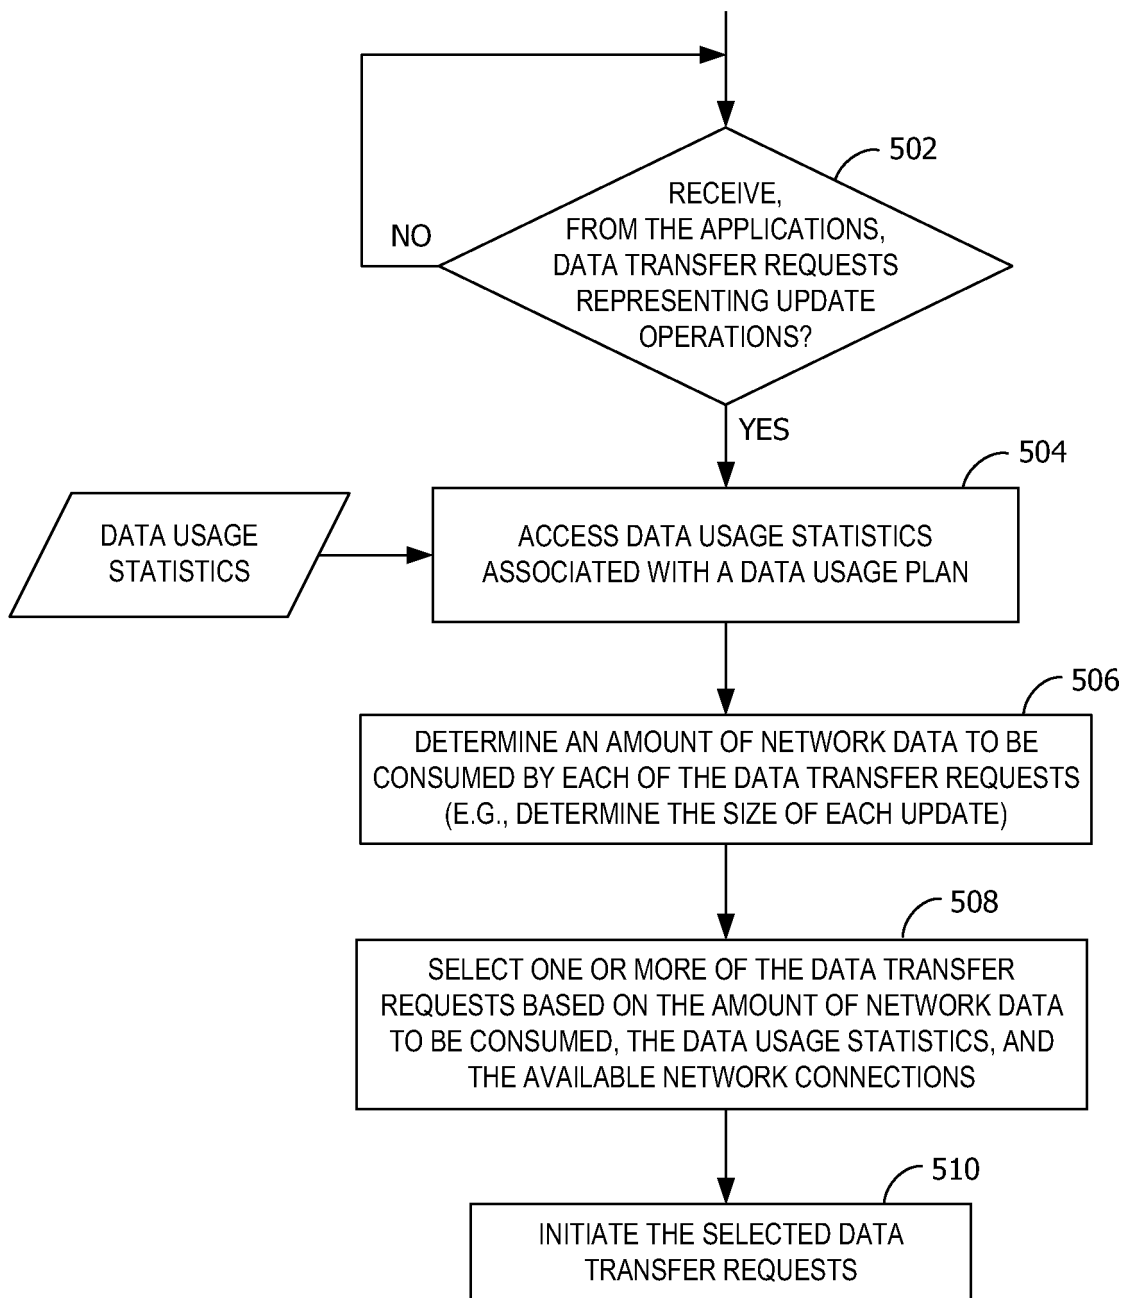 502
RECEIVE,
FROM THE APPLICATIONS,
DATA TRANSFER REQUESTS
REPRESENTING UPDATE
OPERATIONS?
NO
YES
504
DATA USAGE
STATISTICS
ACCESS DATA USAGE STATISTICS
ASSOCIATED WITH A DATA USAGE PLAN
506
DETERMINE AN AMOUNT OF NETWORK DATA TO BE
CONSUMED BY EACH OF THE DATA TRANSFER REQUESTS
(E.G., DETERMINE THE SIZE OF EACH UPDATE)
508
SELECT ONE OR MORE OF THE DATA TRANSFER
REQUESTS BASED ON THE AMOUNT OF NETWORK DATA
TO BE CONSUMED, THE DATA USAGE STATISTICS, AND
THE AVAILABLE NETWORK CONNECTIONS
510
INITIATE THE SELECTED DATA
TRANSFER REQUESTS